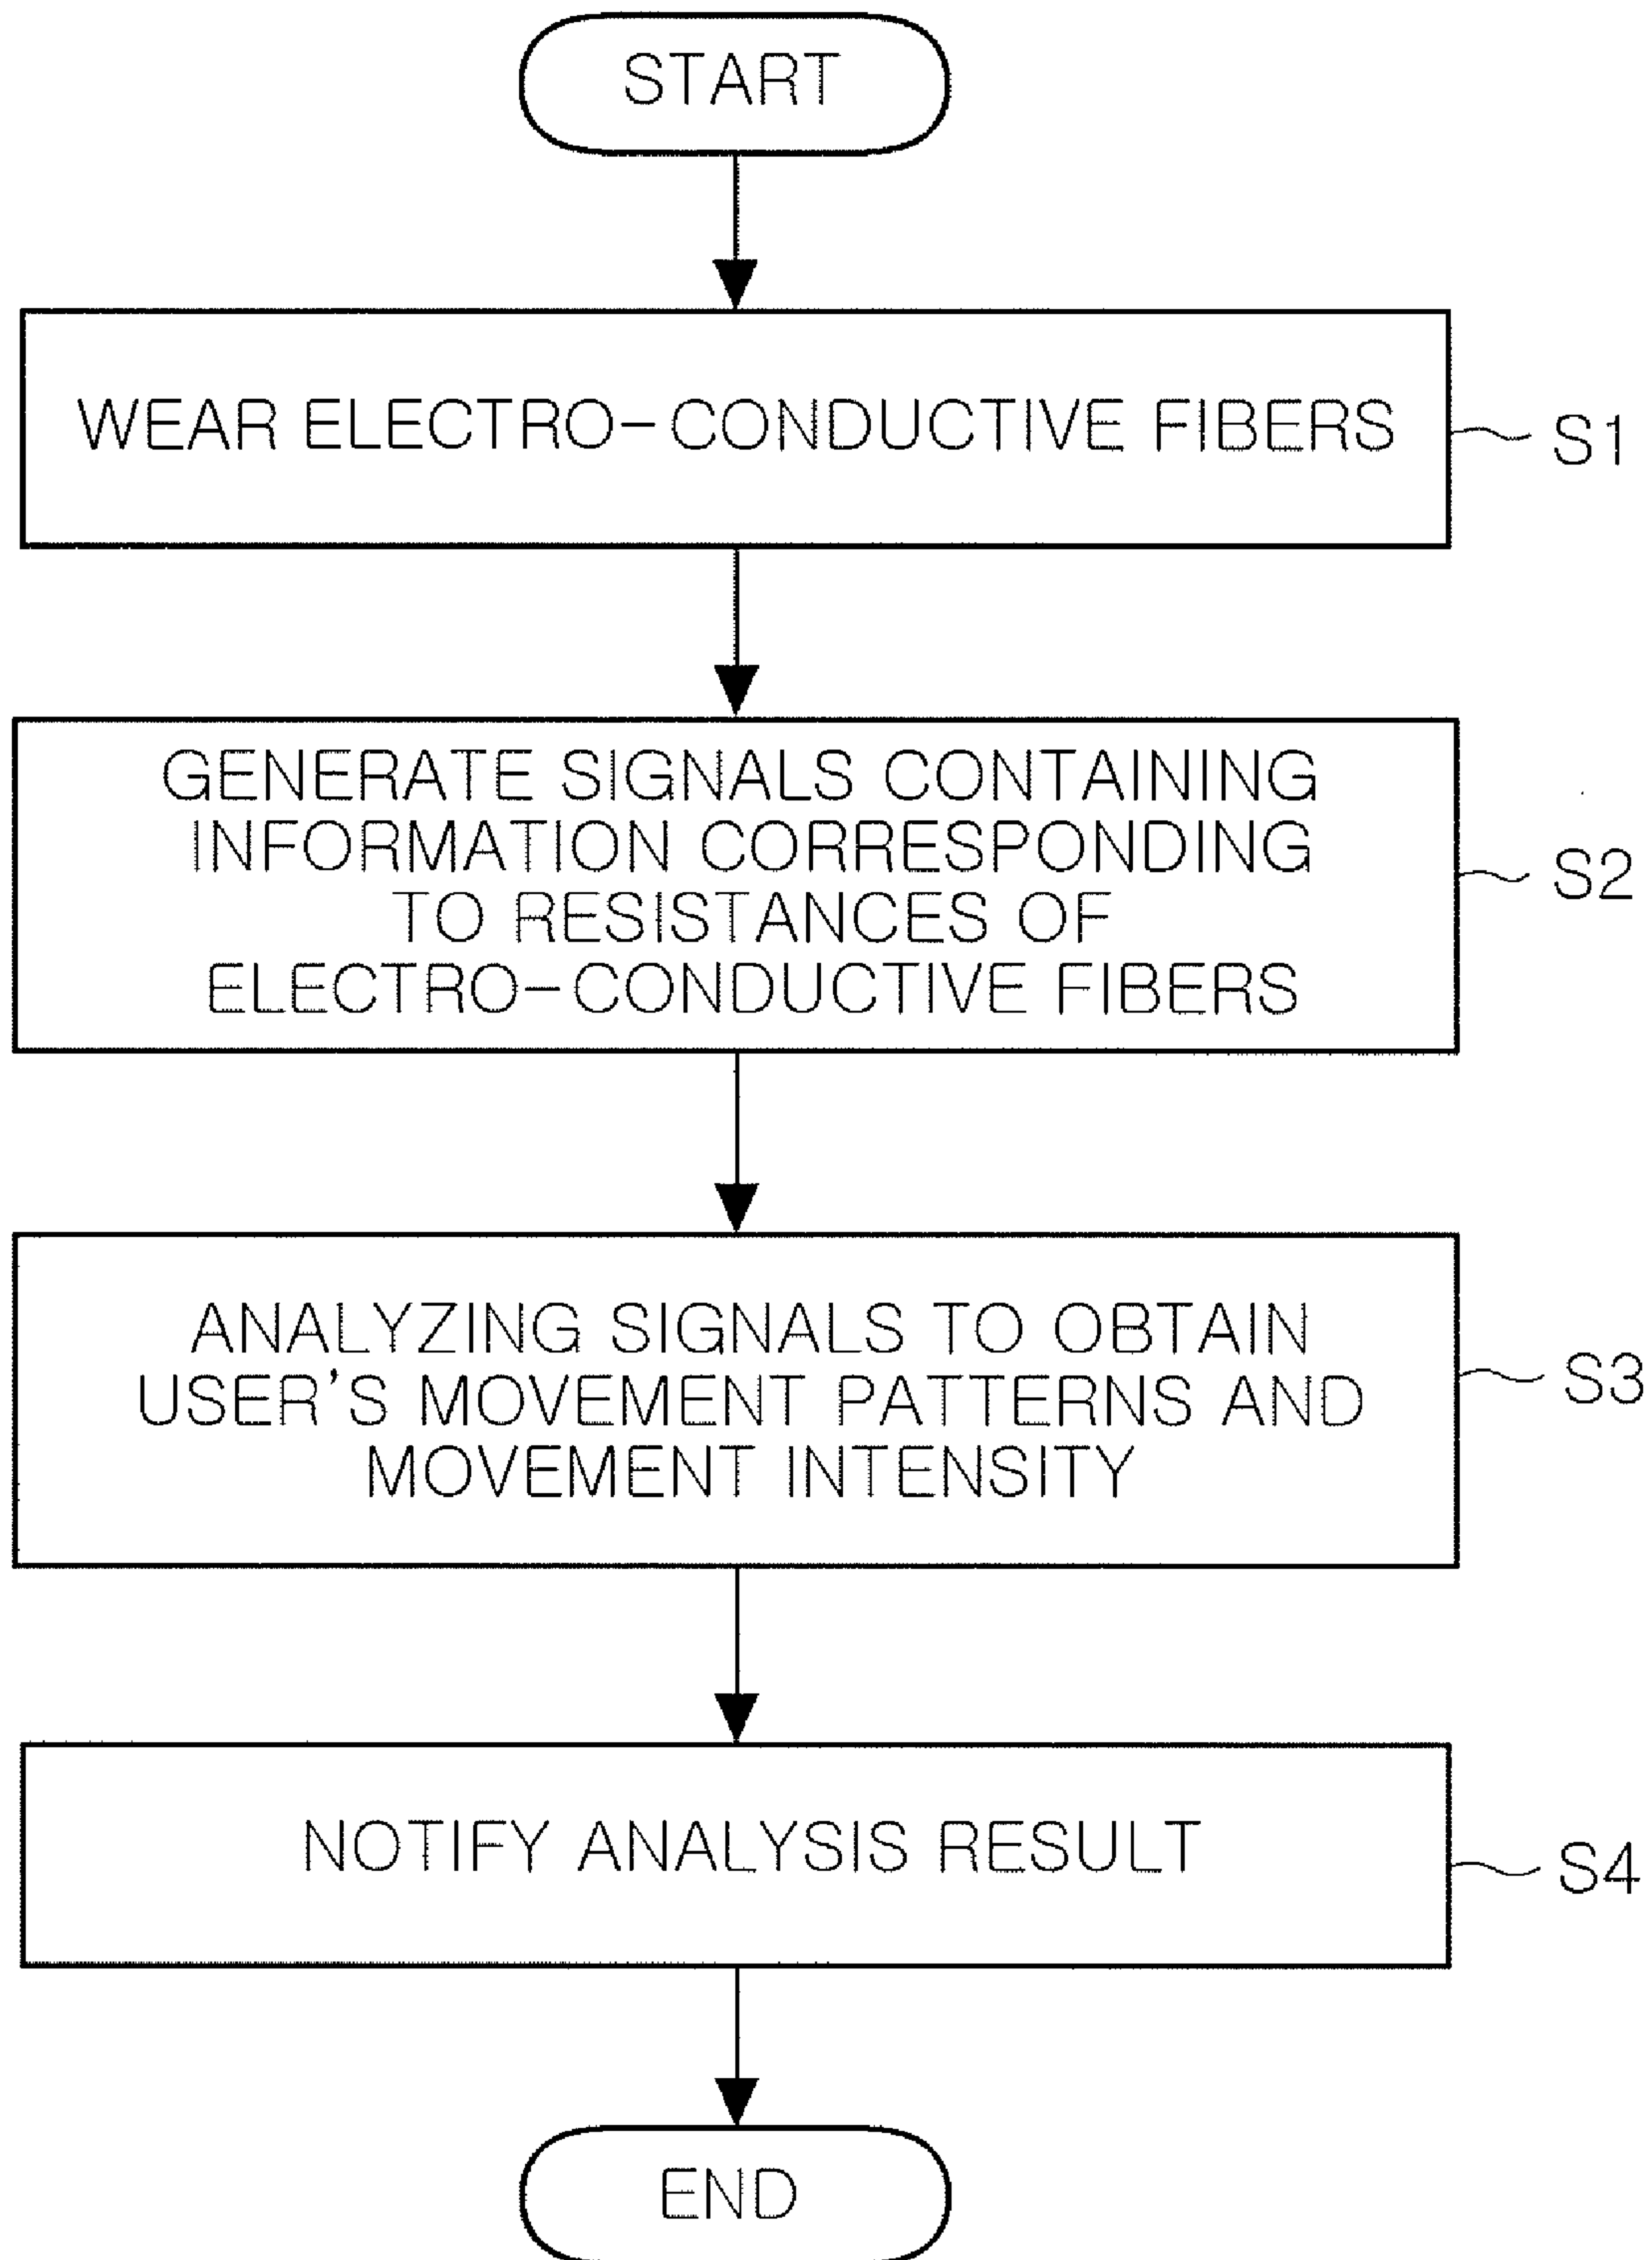 START
WEAR ELECTRO-CONDUCTIVE FIBERS
S1
GENERATE SIGNALS CONTAINING
INFORMATION CORRESPONDING
TO RESISTANCES OF
ELECTRO-CONDUCTIVE FIBERS
S2
ANALYZING SIGNALS TO OBTAIN
USER'S MOVEMENT PATTERNS AND
MOVEMENT INTENSITY
S3
NOTIFY ANALYSIS RESULT
S4
END